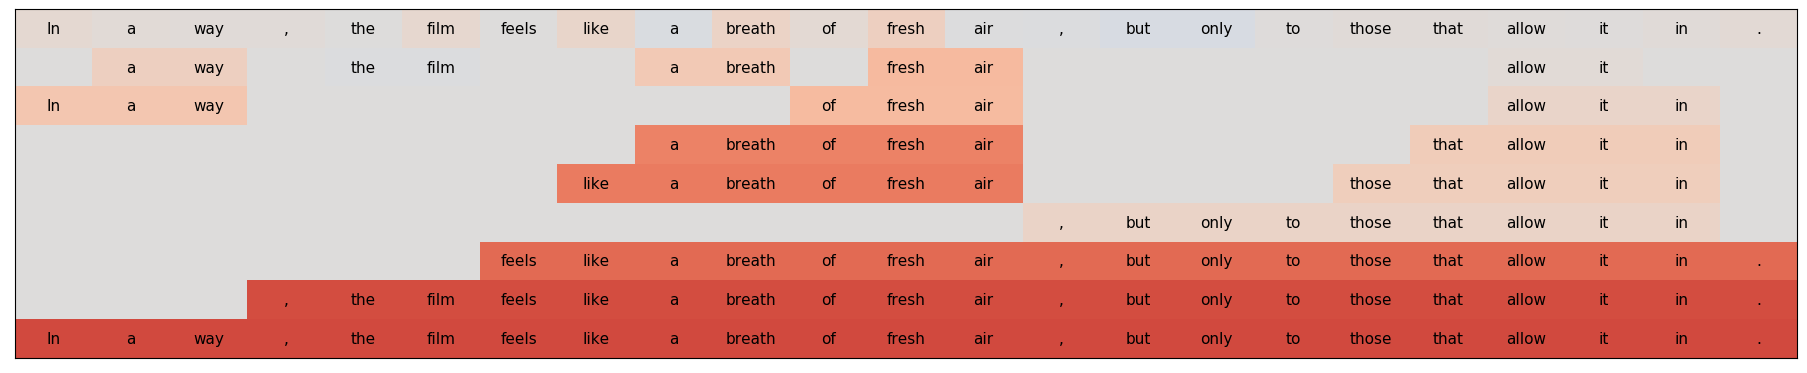 In a way , the film feels like a breath of fresh air , but only to those that allow it in .
a way the film a breath fresh air allow it
In a way of fresh air allow it in
a breath of fresh air that allow it in
like a breath of fresh air those that allow it in
, but only to those that allow it in
feels like a breath of fresh air , but only to those that allow it in .
, the film feels like a breath of fresh air , but only to those that allow it in .
In a way , the film feels like a breath of fresh air , but only to those that allow it in .